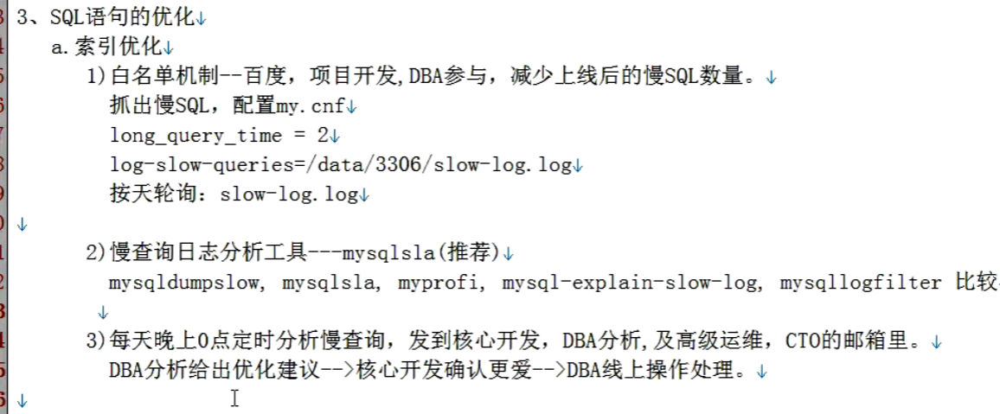 3、SQL语句的优化↓
a.索引优化↓
1)白名单机制--百度，项目开发,DBA参与，减少上线后的慢SQL数量。↓
抓出慢SQL，配置my.cnf↓
long_query_time = 2↓
log-slow-queries=/data/3306/slow-log.log↓
按天轮询：slow-log.log↓
↓
2)慢查询日志分析工具---mysqlsla(推荐)↓
mysqldumpslow, mysqlsla, myprofi, mysql-explain-slow-log, mysqllogfilter 比较
↓
3)每天晚上0点定时分析慢查询，发到核心开发，DBA分析,及高级运维，CTO的邮箱里。↓
DBA分析给出优化建议-->核心开发确认更爱-->DBA线上操作处理。↓
↓